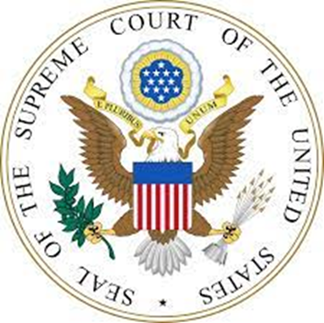 SEAL OF THE SUPREME COURT OF THE UNITED STATES
E PLURIBUS UNUM